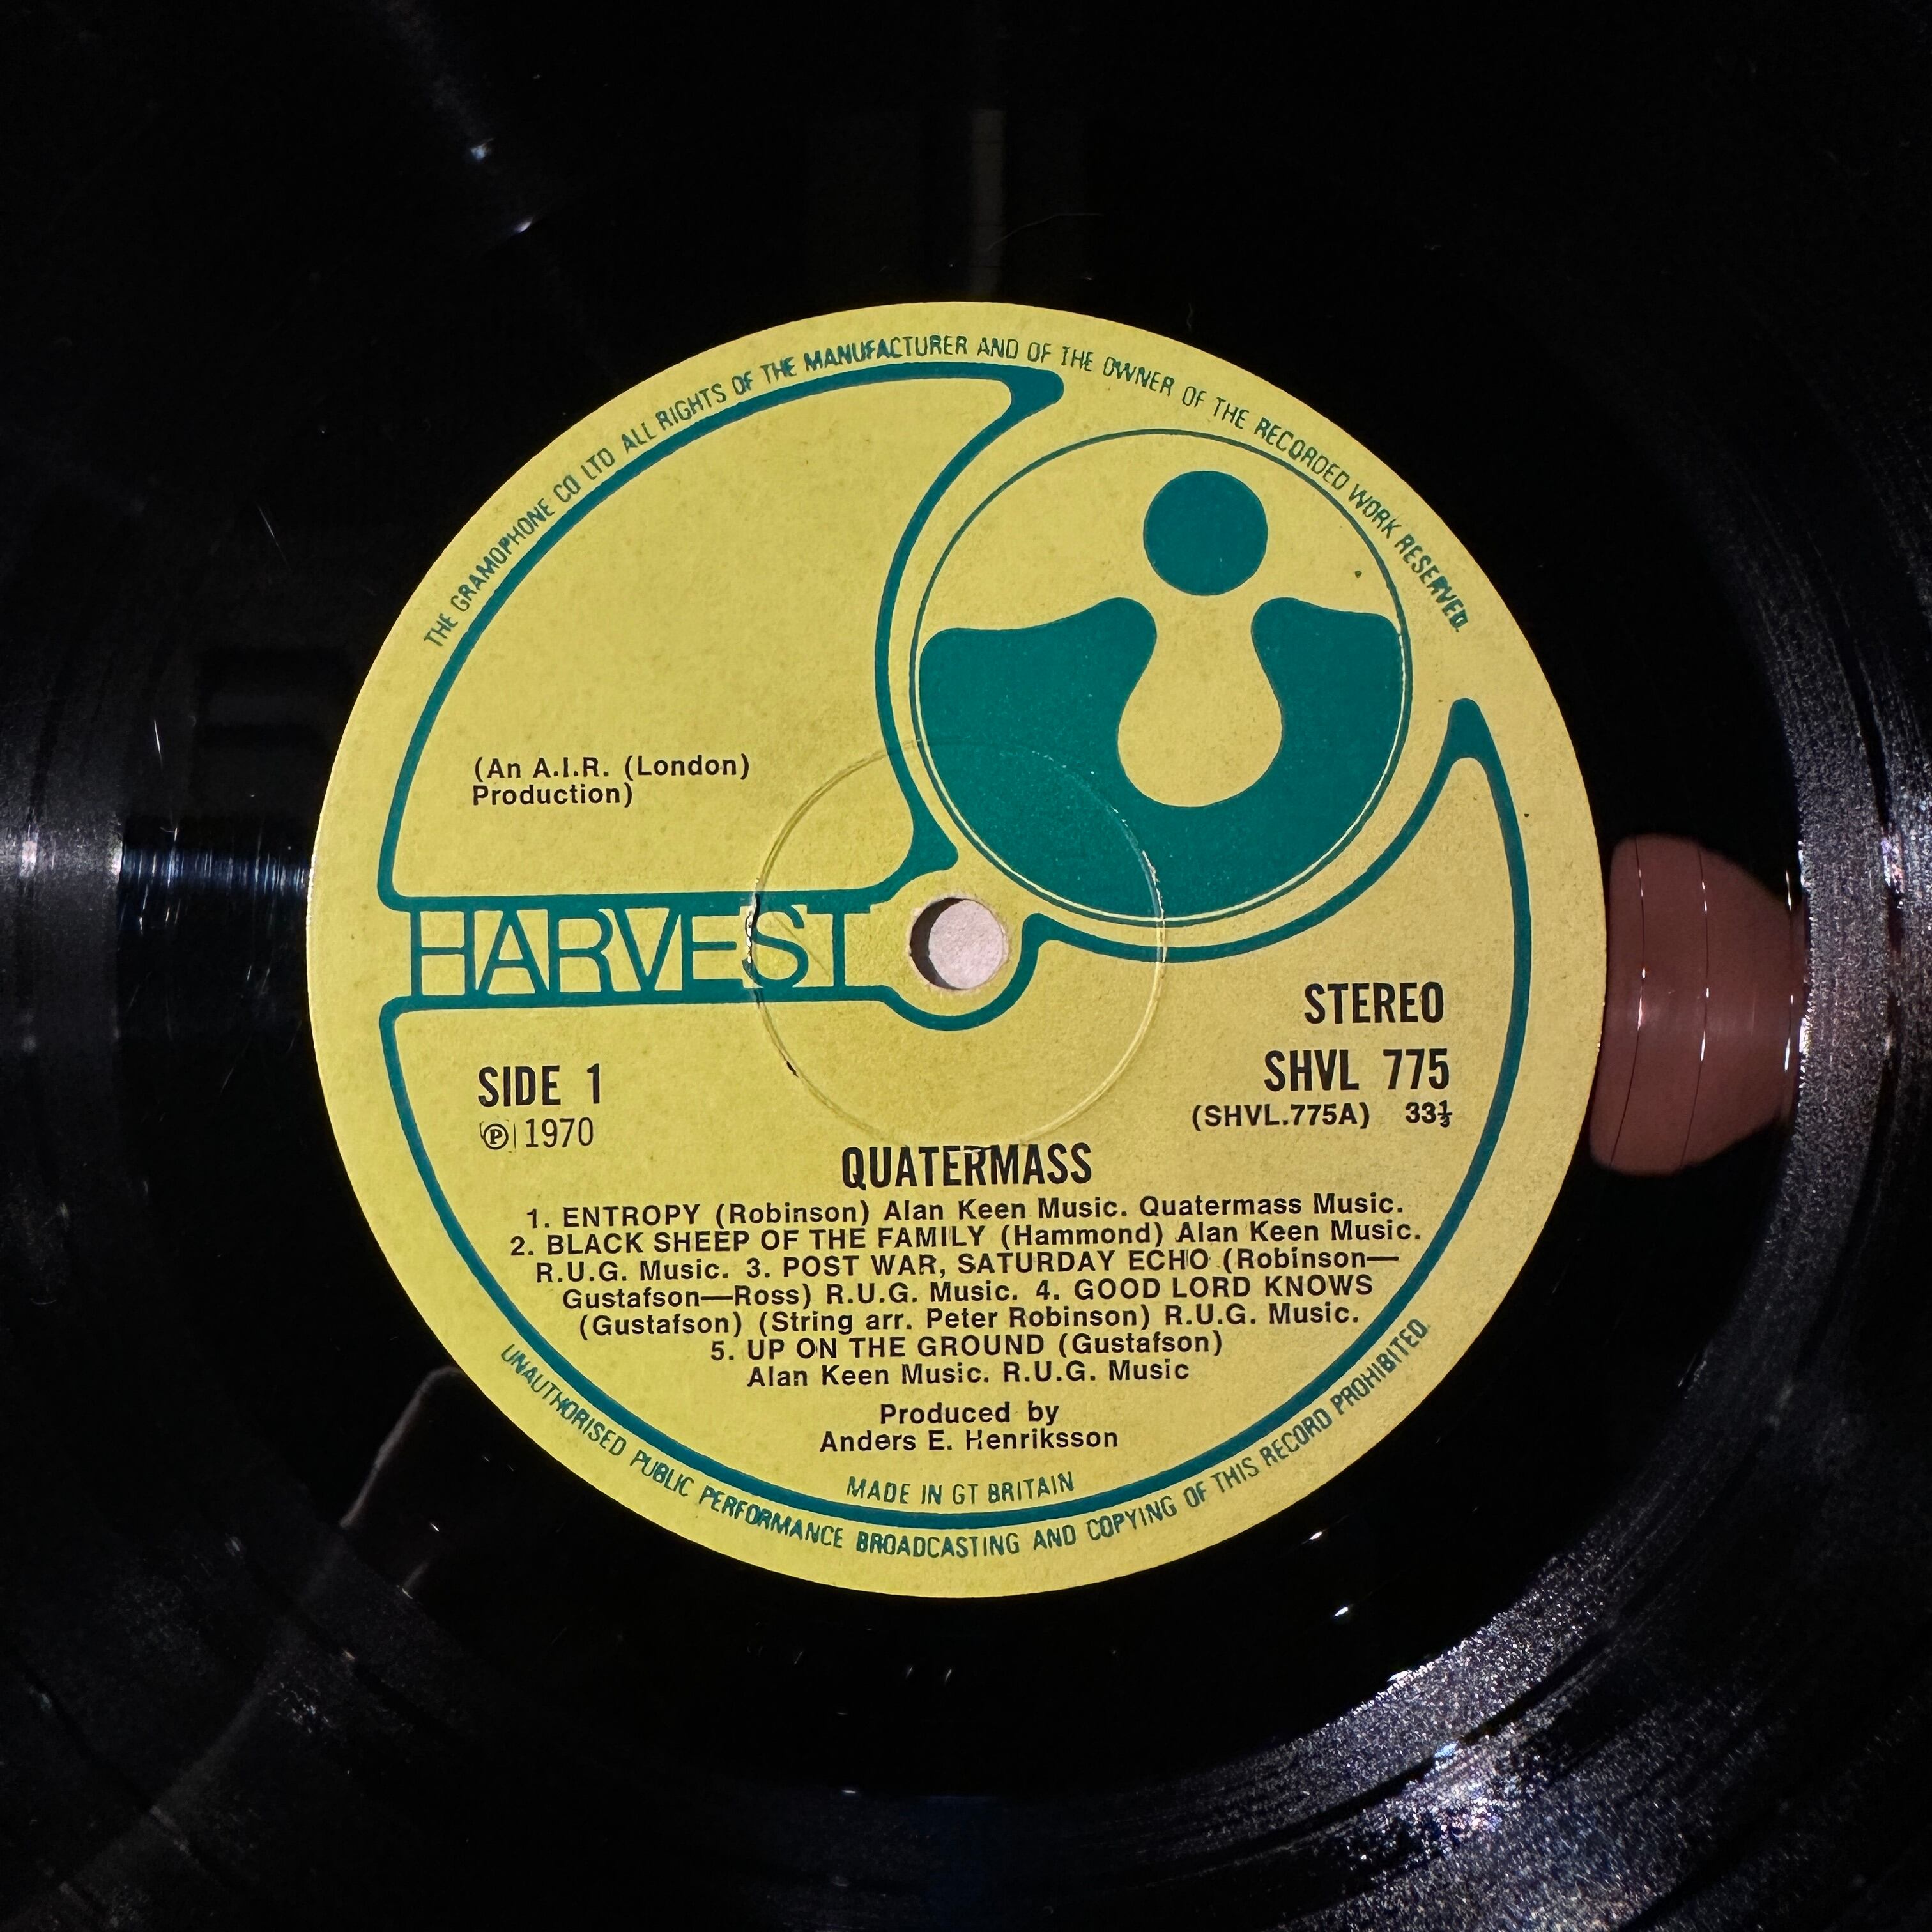 THE GRAMOPHONE CO LTD ALL RIGHTS OF THE MANUFACTURER AND OF THE OWNER OF THE RECORDED WORK RESERVED.
(An A.I.R. (London)
Production)
HARVEST
STEREO
SIDE 1
SHVL 775
℗ 1970
(SHVL.775A) 33⅓
QUATERMASS
1. ENTROPY (Robinson) Alan Keen Music. Quatermass Music.
2. BLACK SHEEP OF THE FAMILY (Hammond) Alan Keen Music.
R.U.G. Music. 3. POST WAR, SATURDAY ECHO (Robinson—
Gustafson—Ross) R.U.G. Music. 4. GOOD LORD KNOWS
(Gustafson) (String arr. Peter Robinson) R.U.G. Music.
5. UP ON THE GROUND (Gustafson)
Alan Keen Music. R.U.G. Music
Produced by
Anders E. Henriksson
MADE IN GT BRITAIN
UNAUTHORISED PUBLIC PERFORMANCE BROADCASTING AND COPYING OF THIS RECORD PROHIBITED.